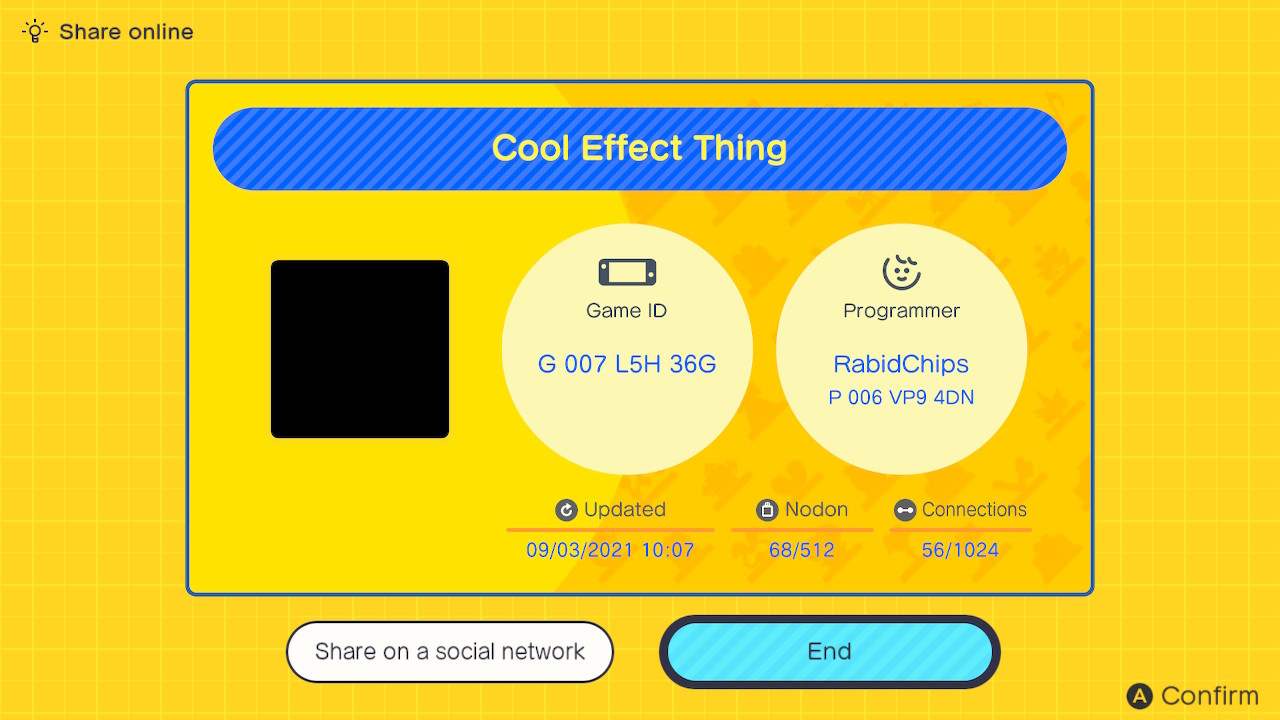 Share online
Cool Effect Thing
Game ID
G 007 L5H 36G
Programmer
RabidChips
P 006 VP9 4DN
Updated
09/03/2021 10:07
Nodon
68/512
Connections
56/1024
Share on a social network
End
A Confirm